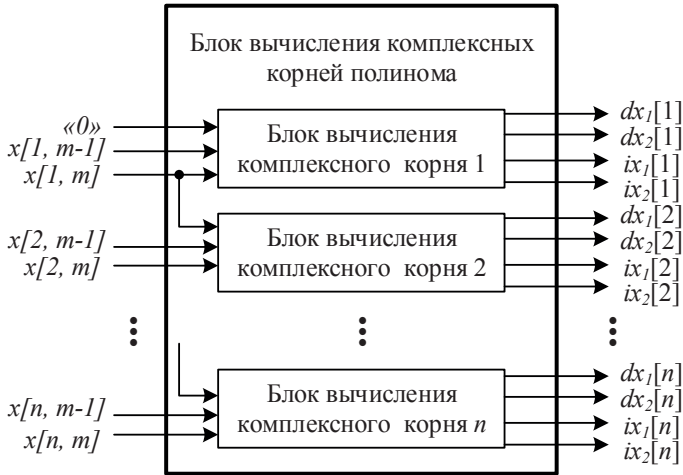 Блок вычисления комплексных
корней полинома
«0»
x[1, m-1]
x[1, m]
Блок вычисления
комплексного корня 1
dx₁[1]
dx₂[1]
ix₁[1]
ix₂[1]
x[2, m-1]
x[2, m]
Блок вычисления
комплексного корня 2
dx₁[2]
dx₂[2]
ix₁[2]
ix₂[2]
x[n, m-1]
x[n, m]
Блок вычисления
комплексного корня n
dx₁[n]
dx₂[n]
ix₁[n]
ix₂[n]